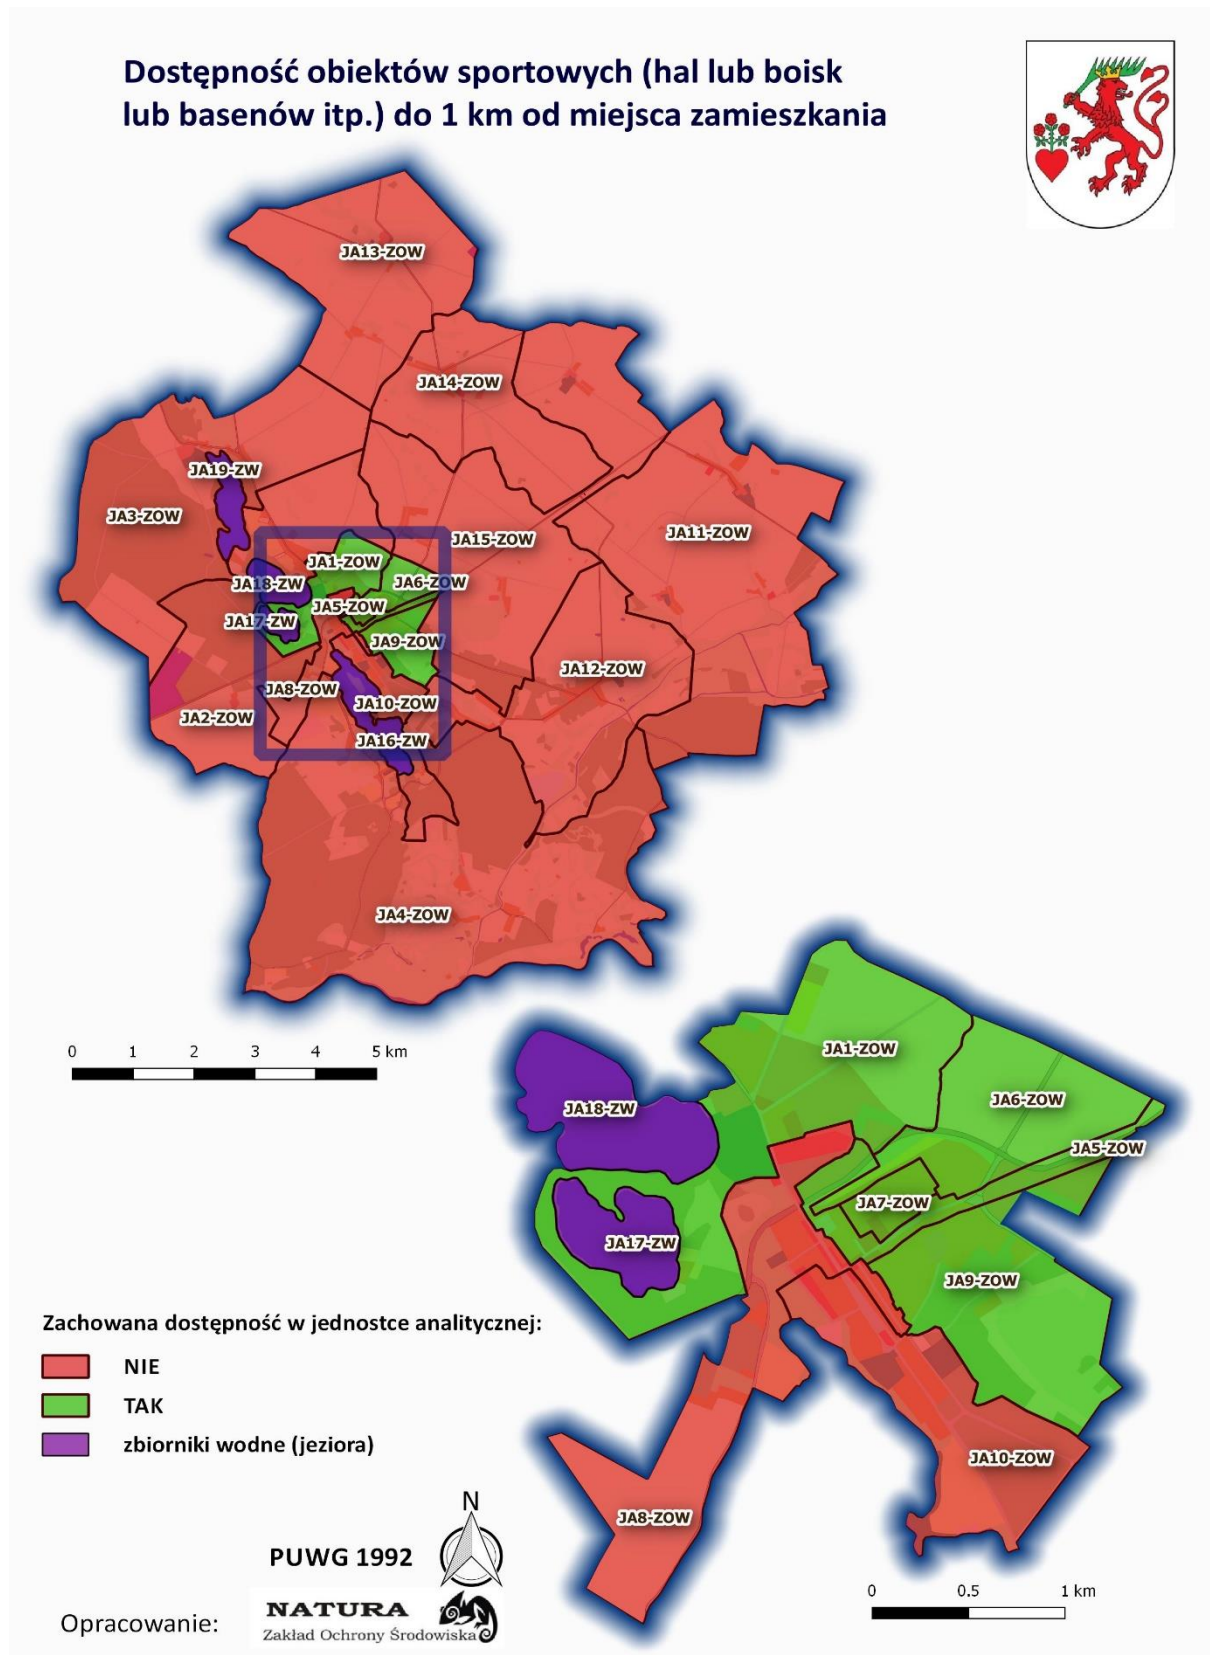 Dostępność obiektów sportowych (hal lub boisk
lub basenów itp.) do 1 km od miejsca zamieszkania
JA13-ZOW
JA14-ZOW
JA19-ZW
JA3-ZOW
JA11-ZOW
JA15-ZOW
JA1-ZOW
JA18-ZW
JA6-ZOW
JA5-ZOW
JA17-ZW
JA9-ZOW
JA12-ZOW
JA8-ZOW
JA10-ZOW
JA2-ZOW
JA16-ZW
JA4-ZOW
0 1 2 3 4 5 km
JA1-ZOW
JA6-ZOW
JA18-ZW
JA5-ZOW
JA7-ZOW
JA17-ZW
JA9-ZOW
JA10-ZOW
JA8-ZOW
Zachowana dostępność w jednostce analitycznej:
NIE
TAK
zbiorniki wodne (jeziora)
N
PUWG 1992
0 0.5 1 km
Opracowanie:
NATURA
Zakład Ochrony Środowiska